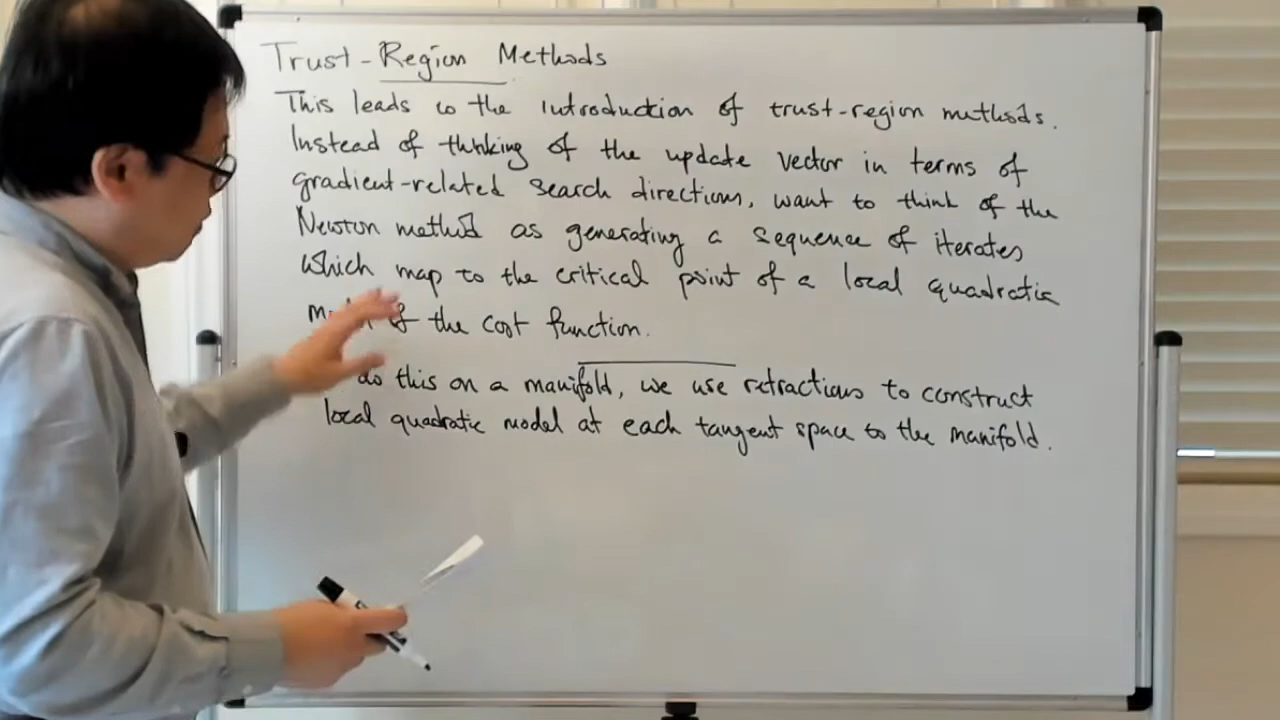 Trust-Region Methods
This leads to the introduction of trust-region methods.
Instead of thinking of the update vector in terms of
gradient-related search directions, want to think of the
Newton method as generating a sequence of iterates
which map to the critical point of a local quadratic
of the cost function.
do this on a manifold, we use retractions to construct
local quadratic model at each tangent space to the manifold.